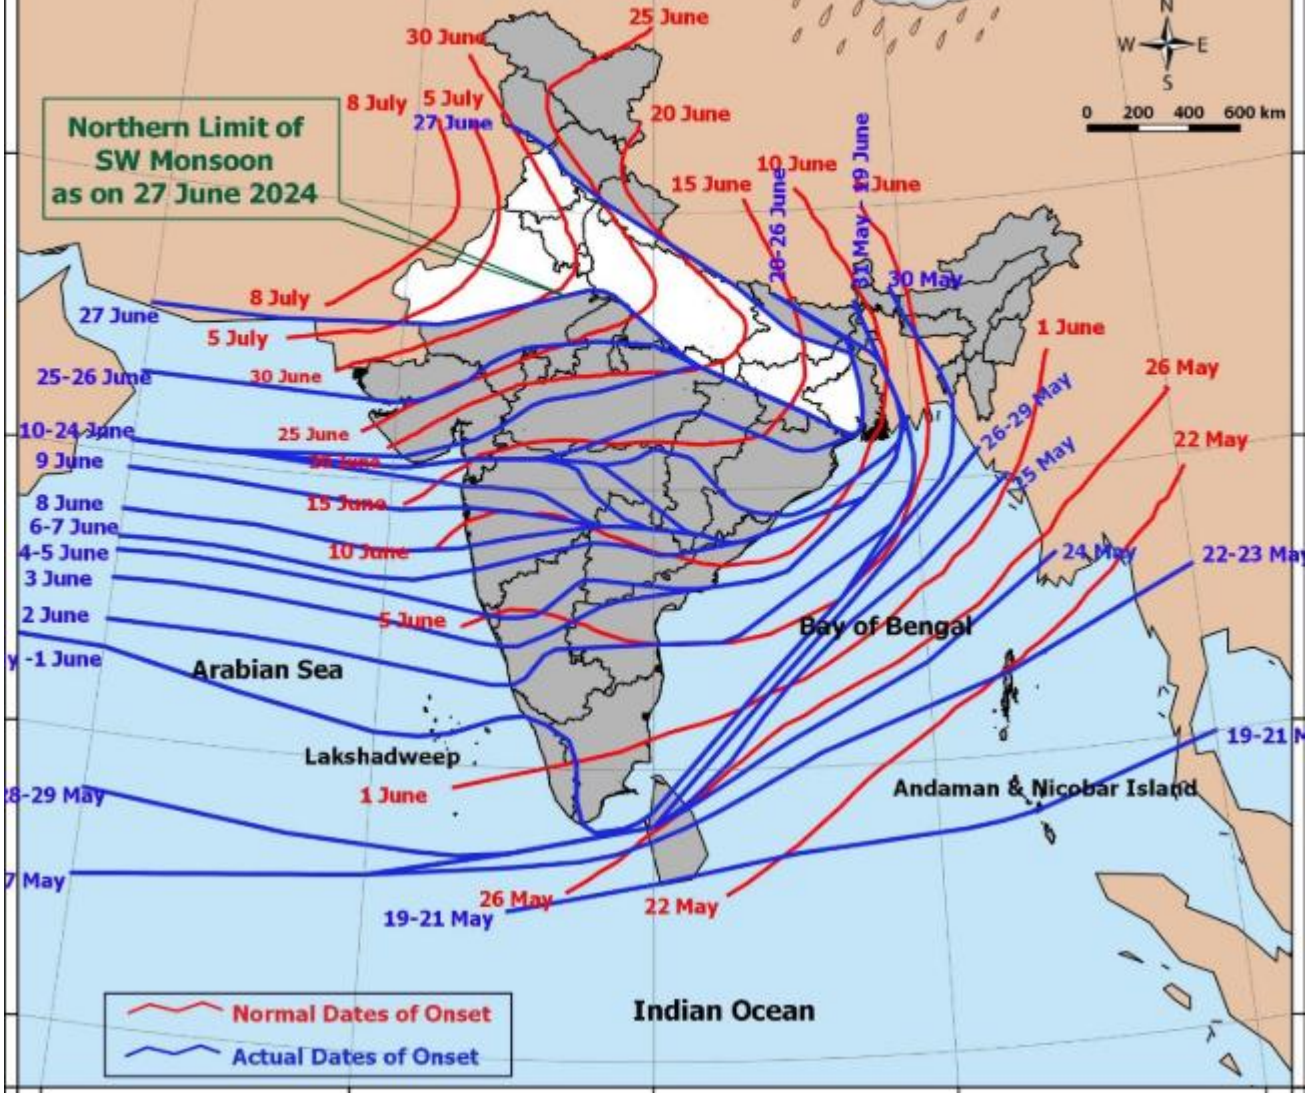 N
W E
S
0 200 400 600 km
25 June
30 June
8 July
5 July
27 June
20 June
Northern Limit of
SW Monsoon
as on 27 June 2024
15 June
10 June
20-26 June
31 May - 19 June
June
30 May
8 July
27 June
5 July
30 June
25-26 June
1 June
26 May
22 May
26-29 May
25 May
10-24 June
25 June
9 June
8 June
15 June
6-7 June
10 June
4-5 June
24 May
22-23 May
3 June
2 June
5 June
Bay of Bengal
y -1 June
Arabian Sea
Lakshadweep
19-21 M
Andaman & Nicobar Island
1 June
28-29 May
7 May
26 May
22 May
19-21 May
Indian Ocean
Normal Dates of Onset
Actual Dates of Onset